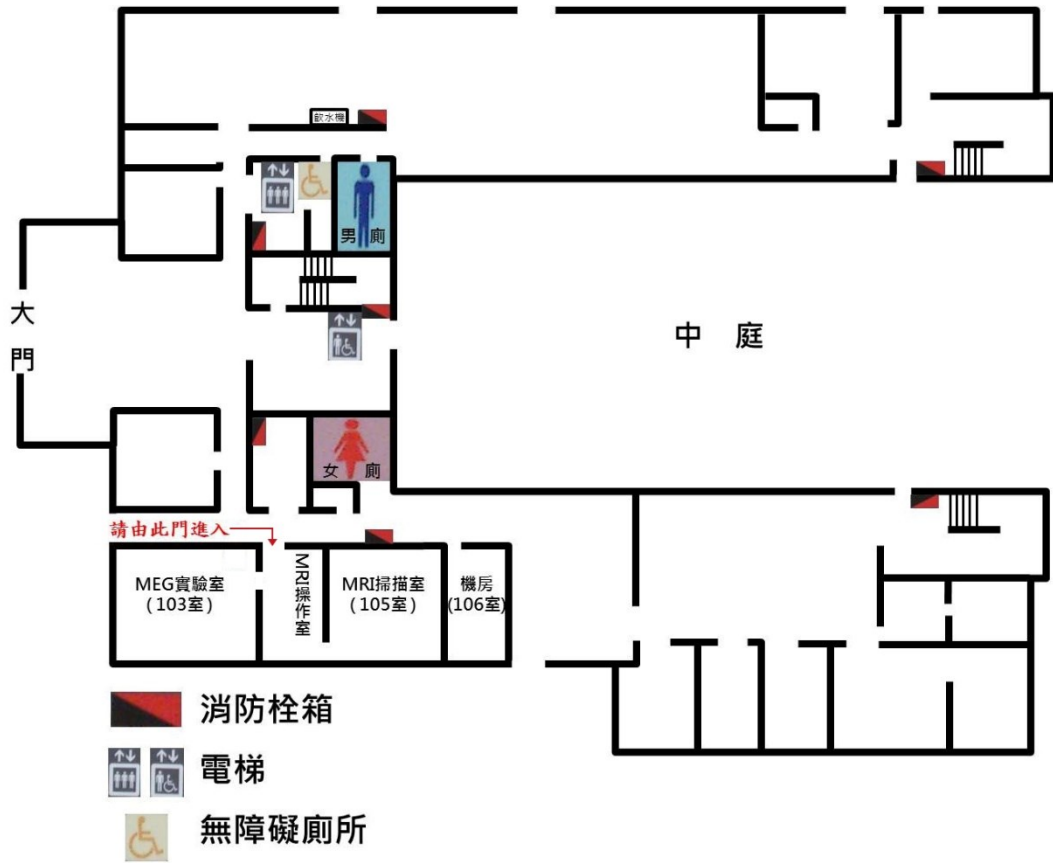 飲水機
男 廁
大
門
中 庭
女 廁
請由此門進入
MEG實驗室
(103室)
MRI操作室
MRI掃描室
(105室)
機房
(106室)
消防栓箱
電梯
無障礙廁所